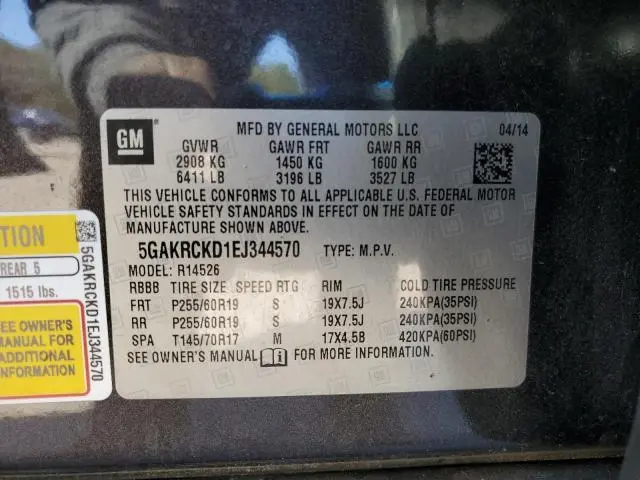 GM
MFD BY GENERAL MOTORS LLC 04/14
GVWR GAWR FRT GAWR RR
2908 KG 1450 KG 1600 KG
6411 LB 3196 LB 3527 LB
THIS VEHICLE CONFORMS TO ALL APPLICABLE U.S. FEDERAL MOTOR
VEHICLE SAFETY STANDARDS IN EFFECT ON THE DATE OF
MANUFACTURE SHOWN ABOVE.
5GAKRCKD1EJ344570 TYPE: M.P.V.
MODEL: R14526
RBBB TIRE SIZE SPEED RTG RIM COLD TIRE PRESSURE
FRT P255/60R19 S 19X7.5J 240KPA(35PSI)
RR P255/60R19 S 19X7.5J 240KPA(35PSI)
SPA T145/70R17 M 17X4.5B 420KPA(60PSI)
SEE OWNER'S MANUAL FOR MORE INFORMATION.
TION
REAR 5
1515 lbs.
SEE OWNER'S
MANUAL FOR
ADDITIONAL
INFORMATION
5GAKRCKD1EJ344570